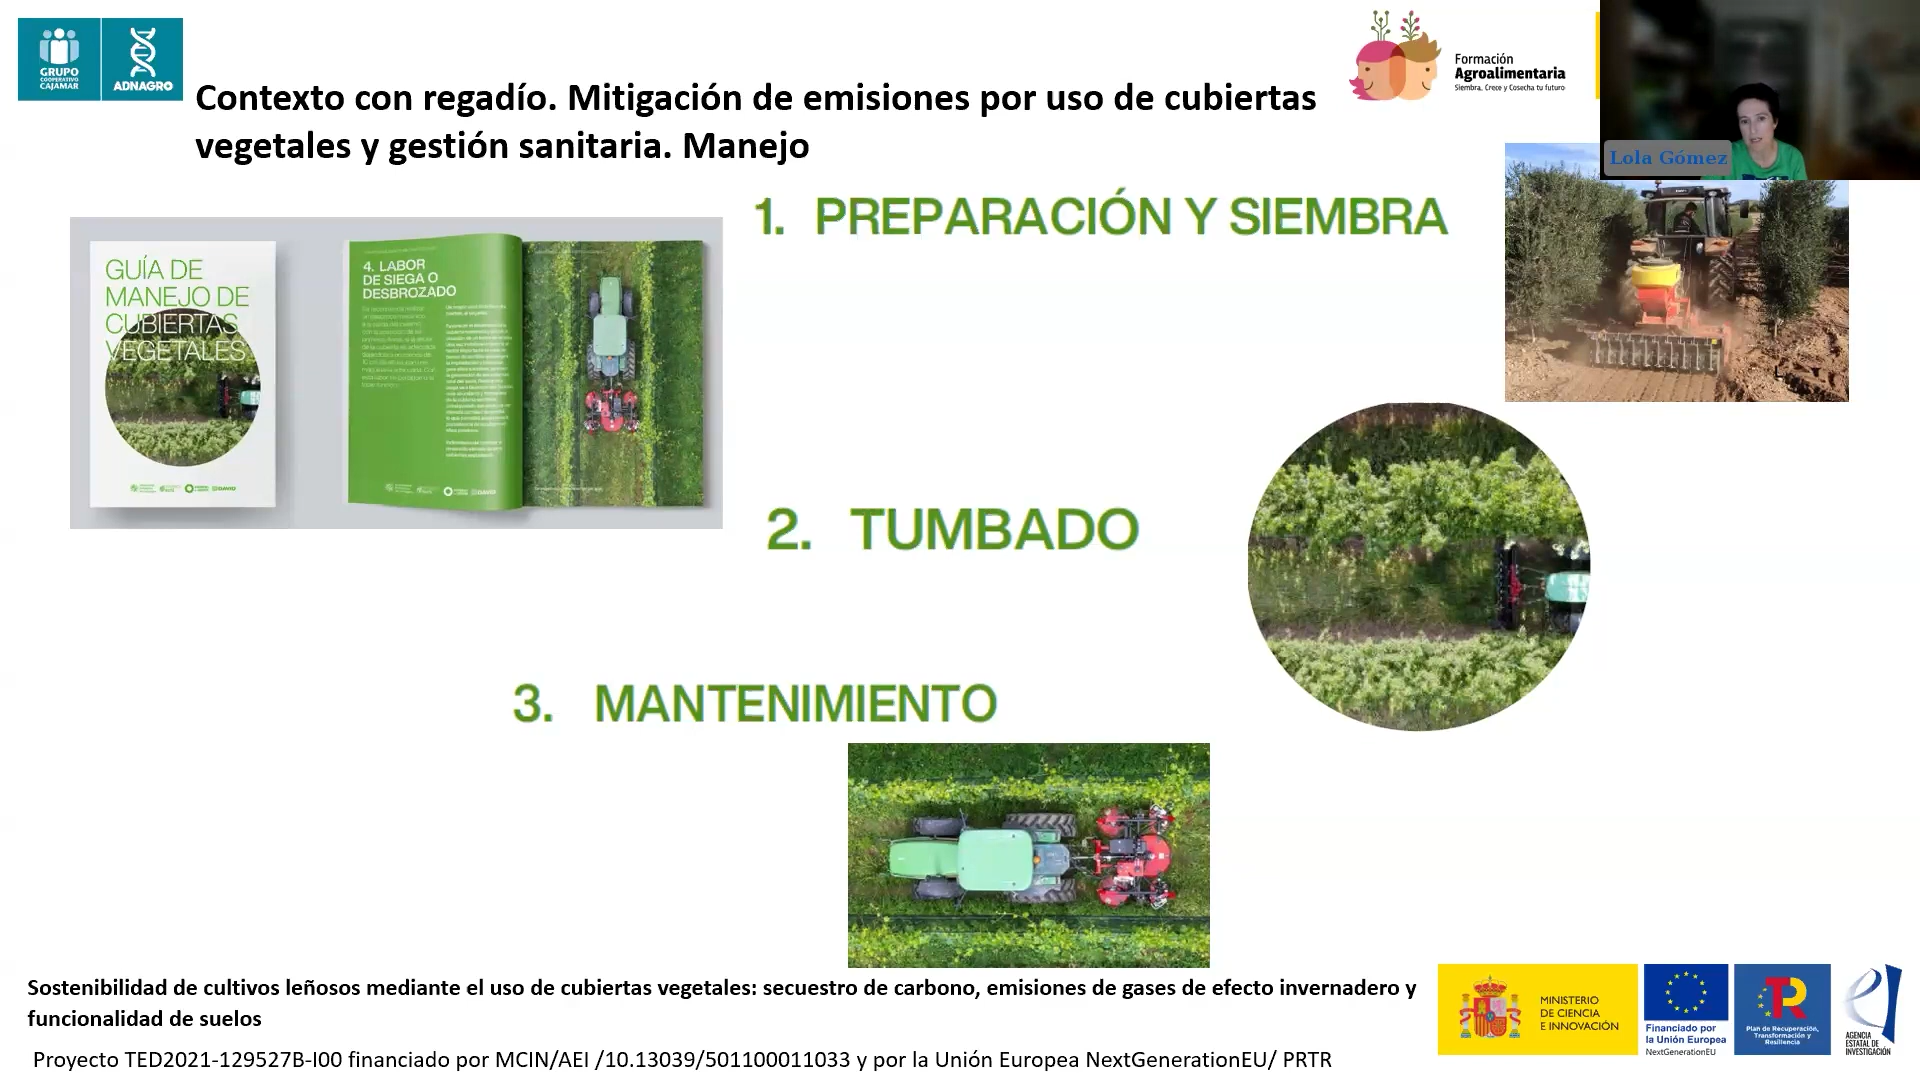 GRUPO
COOPERATIVO
CAJAMAR
ADNAGRO
Contexto con regadío. Mitigación de emisiones por uso de cubiertas
vegetales y gestión sanitaria. Manejo
Formación
Agroalimentaria
Siembra, Crece y Cosecha tu futuro
Lola Gómez
GUÍA DE
MANEJO DE
CUBIERTAS
VEGETALES
4. LABOR
DE SIEGA O
DESBROZADO
1. PREPARACIÓN Y SIEMBRA
2. TUMBADO
3. MANTENIMIENTO
Sostenibilidad de cultivos leñosos mediante el uso de cubiertas vegetales: secuestro de carbono, emisiones de gases de efecto invernadero y
funcionalidad de suelos
Proyecto TED2021-129527B-I00 financiado por MCIN/AEI /10.13039/501100011033 y por la Unión Europea NextGenerationEU/ PRTR
MINISTERIO
DE CIENCIA
E INNOVACIÓN
Financiado por
la Unión Europea
NextGenerationEU
Plan de Recuperación,
Transformación y
Resiliencia
AGENCIA
ESTATAL DE
INVESTIGACIÓN